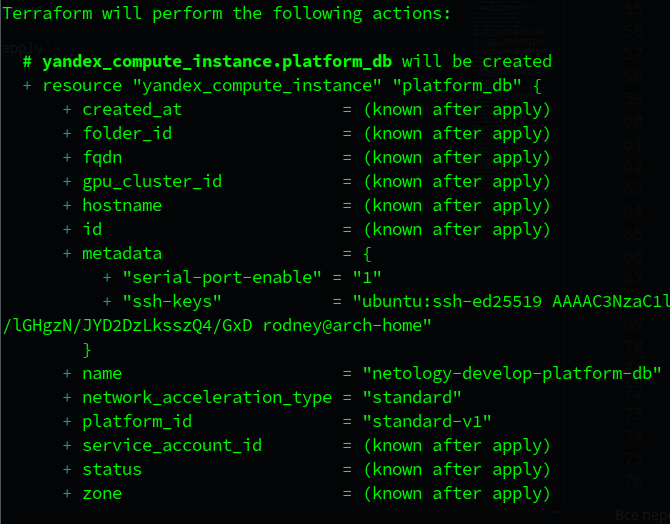 Terraform will perform the following actions:
# yandex_compute_instance.platform_db will be created
+ resource "yandex_compute_instance" "platform_db" {
+ created_at = (known after apply)
+ folder_id = (known after apply)
+ fqdn = (known after apply)
+ gpu_cluster_id = (known after apply)
+ hostname = (known after apply)
+ id = (known after apply)
+ metadata = {
+ "serial-port-enable" = "1"
+ "ssh-keys" = "ubuntu:ssh-ed25519 AAAAC3NzaC1l
/lGHgzN/JYD2DzLksszQ4/GxD rodney@arch-home"
}
+ name = "netology-develop-platform-db"
+ network_acceleration_type = "standard"
+ platform_id = "standard-v1"
+ service_account_id = (known after apply)
+ status = (known after apply)
+ zone = (known after apply)